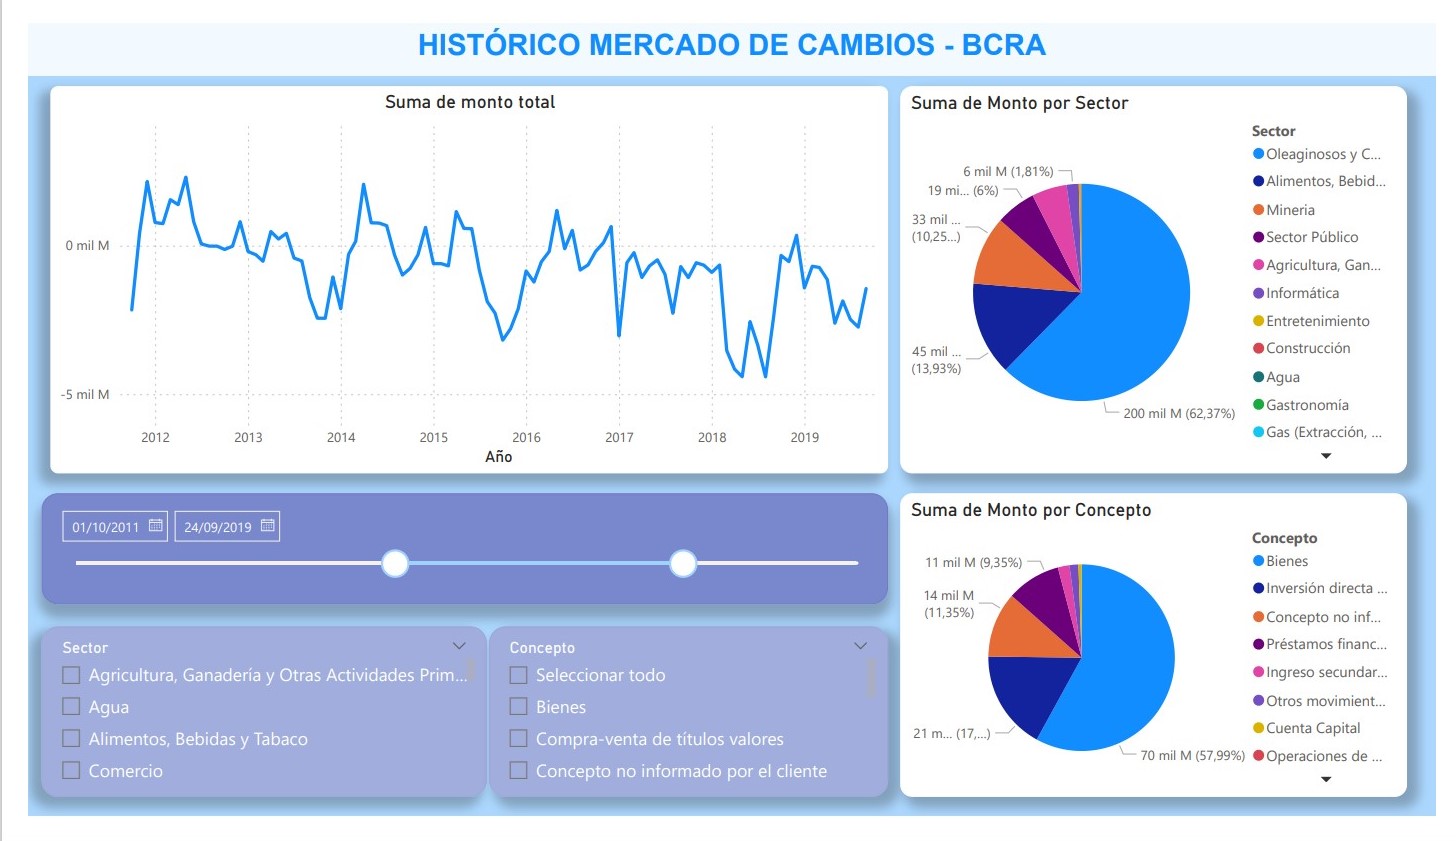 HISTÓRICO MERCADO DE CAMBIOS - BCRA
Suma de monto total
0 mil M
-5 mil M
2012 2013 2014 2015 2016 2017 2018 2019
Año
Suma de Monto por Sector
6 mil M (1,81%)
19 mi... (6%)
33 mil ...
(10,25...)
45 mil ...
(13,93%)
200 mil M (62,37%)
Sector
Oleaginosos y C...
Alimentos, Bebid...
Mineria
Sector Público
Agricultura, Gan...
Informática
Entretenimiento
Construcción
Agua
Gastronomía
Gas (Extracción, ...
01/10/2011 24/09/2019
Sector
Agricultura, Ganadería y Otras Actividades Prim...
Agua
Alimentos, Bebidas y Tabaco
Comercio
Concepto
Seleccionar todo
Bienes
Compra-venta de títulos valores
Concepto no informado por el cliente
Suma de Monto por Concepto
11 mil M (9,35%)
14 mil M
(11,35%)
21 m... (17,...)
70 mil M (57,99%)
Concepto
Bienes
Inversión directa ...
Concepto no inf...
Préstamos financ...
Ingreso secundar...
Otros movimient...
Cuenta Capital
Operaciones de ...